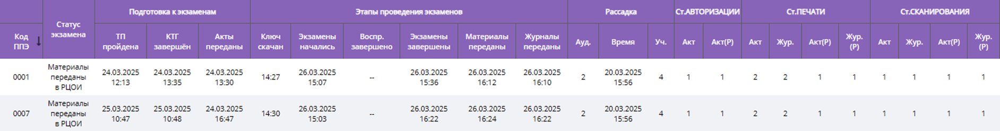 Подготовка к экзаменам Этапы проведения экзаменов Рассадка Ст.АВТОРИЗАЦИИ Ст.ПЕЧАТИ Ст.СКАНИРОВАНИЯ
Код ППЭ Статус экзамена ТП пройдена КТГ завершён Акты переданы Ключ скачан Экзамены начались Воспр. завершено Экзамены завершены Материалы переданы Журналы переданы Ауд. Время Уч. Акт Акт(Р) Акт Жур. Акт(Р) Жур. (Р) Акт Жур. Акт(Р) Жур. (Р)
0001 Материалы переданы в РЦОИ 24.03.2025 12:13 24.03.2025 13:35 24.03.2025 13:30 14:27 26.03.2025 15:07 -- 26.03.2025 15:36 26.03.2025 16:12 26.03.2025 16:10 2 20.03.2025 15:56 4 1 1 2 2 1 1 1 1 1 1
0007 Материалы переданы в РЦОИ 25.03.2025 10:47 25.03.2025 10:48 24.03.2025 16:47 14:30 26.03.2025 15:03 -- 26.03.2025 16:22 26.03.2025 16:24 26.03.2025 16:22 2 20.03.2025 15:56 4 1 1 2 2 1 1 1 1 1 1